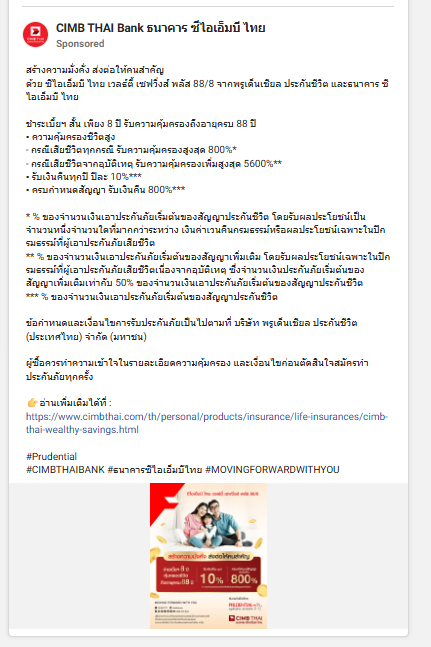 CIMB THAI Bank ธนาคาร ซีไอเอ็มบี ไทย
Sponsored
สร้างความมั่งคั่ง ส่งต่อให้คนสำคัญ
ด้วย ซีไอเอ็มบี ไทย เวลธ์ตี้ เซฟวิ่งส์ พลัส 88/8 จากพรูเด็นเชียล ประกันชีวิต และธนาคาร ซี
ไอเอ็มบี ไทย
ชำระเบี้ยฯ สั้น เพียง 8 ปี รับความคุ้มครองถึงอายุครบ 88 ปี
• ความคุ้มครองชีวิตสูง
- กรณีเสียชีวิตทุกกรณี รับความคุ้มครองสูงสุด 800%*
- กรณีเสียชีวิตจากอุบัติเหตุ รับความคุ้มครองเพิ่มสูงสุด 5600%**
• รับเงินคืนทุกปี ปีละ 10%***
• ครบกำหนดสัญญา รับเงินคืน 800%***
* % ของจำนวนเงินเอาประกันภัยเริ่มต้นของสัญญาประกันชีวิต โดยรับผลประโยชน์เป็น
จำนวนหนึ่งจำนวนใดที่มากกว่าระหว่าง เงินค่าเวนคืนกรมธรรม์หรือผลประโยชน์เฉพาะในปีก
รมธรรม์ที่ผู้เอาประกันภัยเสียชีวิต
** % ของจำนวนเงินเอาประกันภัยเริ่มต้นของสัญญาเพิ่มเติม โดยรับผลประโยชน์เฉพาะในปีก
รมธรรม์ที่ผู้เอาประกันภัยเสียชีวิตเนื่องจากอุบัติเหตุ ซึ่งจำนวนเงินเอาประกันภัยเริ่มต้นของ
สัญญาเพิ่มเติมเท่ากับ 50% ของจำนวนเงินเอาประกันภัยเริ่มต้นของสัญญาประกันชีวิต
*** % ของจำนวนเงินเอาประกันภัยเริ่มต้นของสัญญาประกันชีวิต
ข้อกำหนดและเงื่อนไขการรับประกันภัยเป็นไปตามที่ บริษัท พรูเด็นเชียล ประกันชีวิต
(ประเทศไทย) จำกัด (มหาชน)
ผู้ซื้อควรทำความเข้าใจในรายละเอียดความคุ้มครอง และเงื่อนไขก่อนตัดสินใจสมัครทำ
ประกันภัยทุกครั้ง
👉อ่านเพิ่มเติมได้ที่ :
https://www.cimbthai.com/th/personal/products/insurance/life-insurances/cimb-
thai-wealthy-savings.html
#Prudential
#CIMBTHAIBANK #ธนาคารซีไอเอ็มบีไทย #MOVINGFORWARDWITHYOU
สร้างความมั่งคั่ง ส่งต่อให้คนสำคัญ
10% 800%
PRUDENTIAL
CIMB THAI